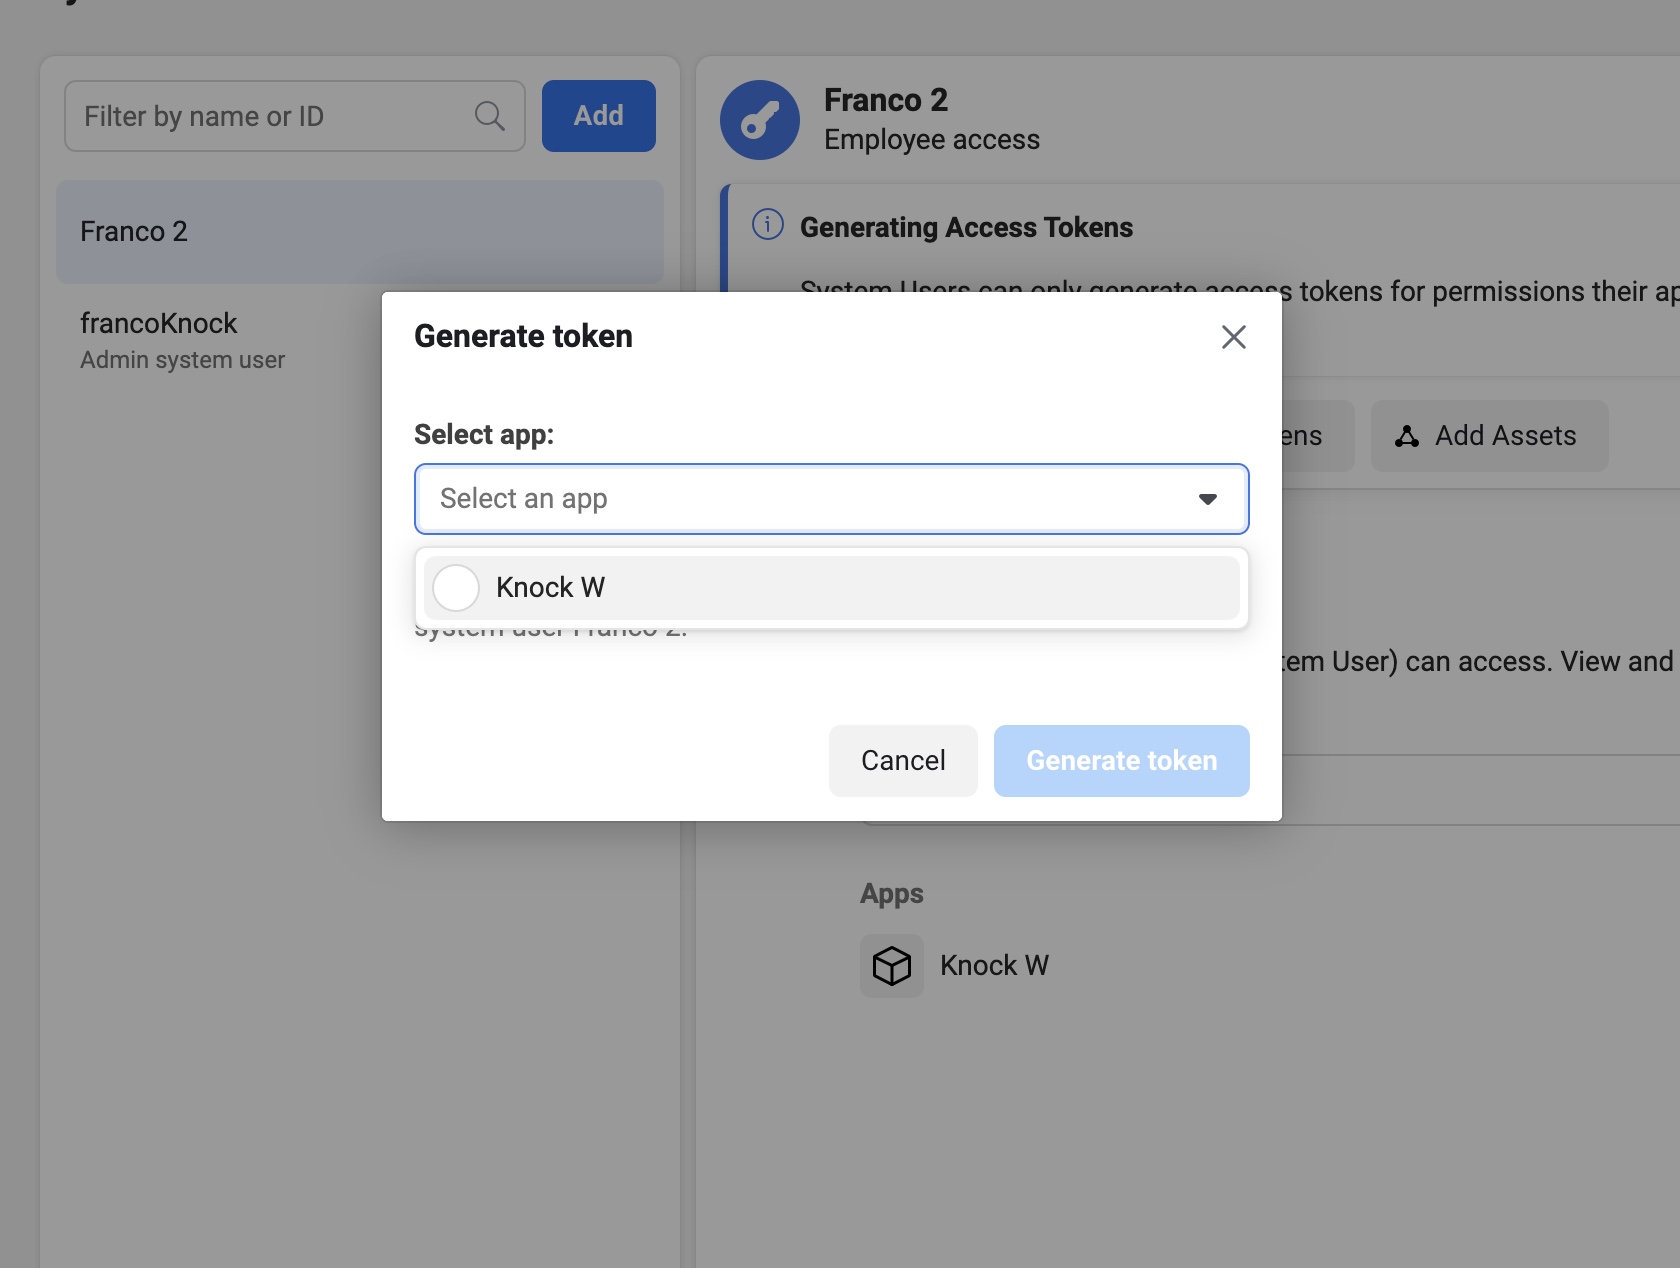 Filter by name or ID
Add
Franco 2
francoKnock
Admin system user
Franco 2
Employee access
Generating Access Tokens
System Users can only generate access tokens for permissions their ap
ens
Add Assets
Generate token
Select app:
Select an app
Knock W
system user Franco 2.
Cancel
Generate token
tem User) can access. View and
Apps
Knock W